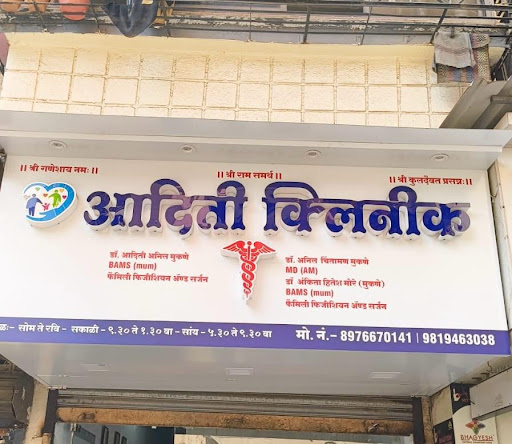 ।। श्री गणेशाय नमः ।।
।। श्री राम समर्थ ।।
।। श्री कुलदैवत प्रसन्नः ।।
आदिती क्लिनीक
डॉ. आदिती अनिल मुकणे
BAMS (mum)
फॅमिली फिजीशियन अॅण्ड सर्जन
डॉ. अनिल चिंतामण मुकणे
MD (AM)
डॉ अंकिता हितेश मोरे (मुकणे)
BAMS (mum)
फॅमिली फिजीशियन अॅण्ड सर्जन
ळः- सोम ते रवि - सकाळी - ९.३० ते १.३० वा - सांय - ५.३० ते ९.३० वा
मो. नं.- 8976670141 | 9819463038
BHAGYESH